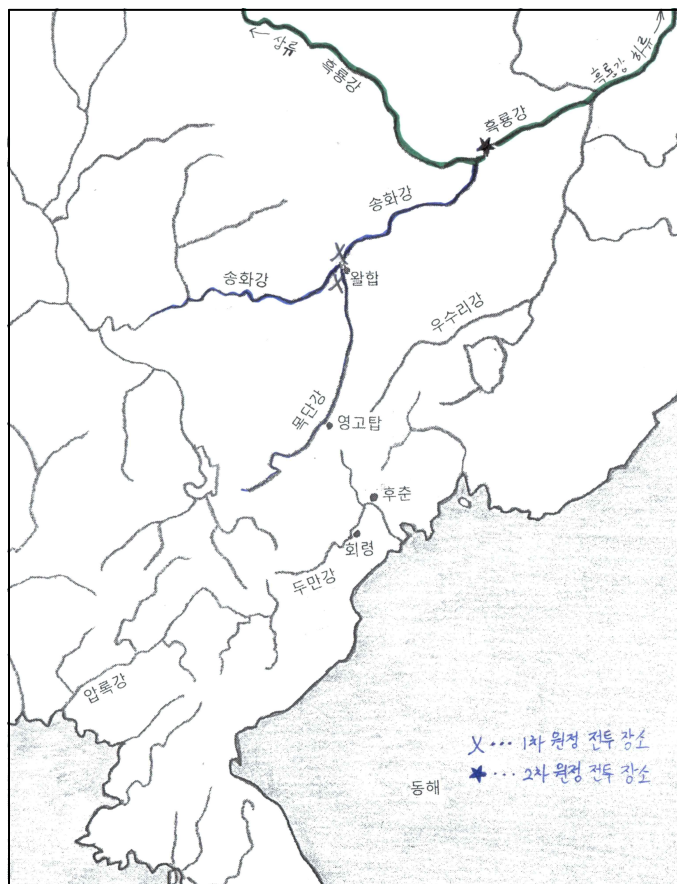 ← 상류
흑룡강
흑룡강 하류 →
흑룡강
송화강
송화강
왈합
우수리강
목단강
영고탑
후춘
회령
두만강
압록강
X ··· 1차 원정 전투 장소
★ ··· 2차 원정 전투 장소
동해